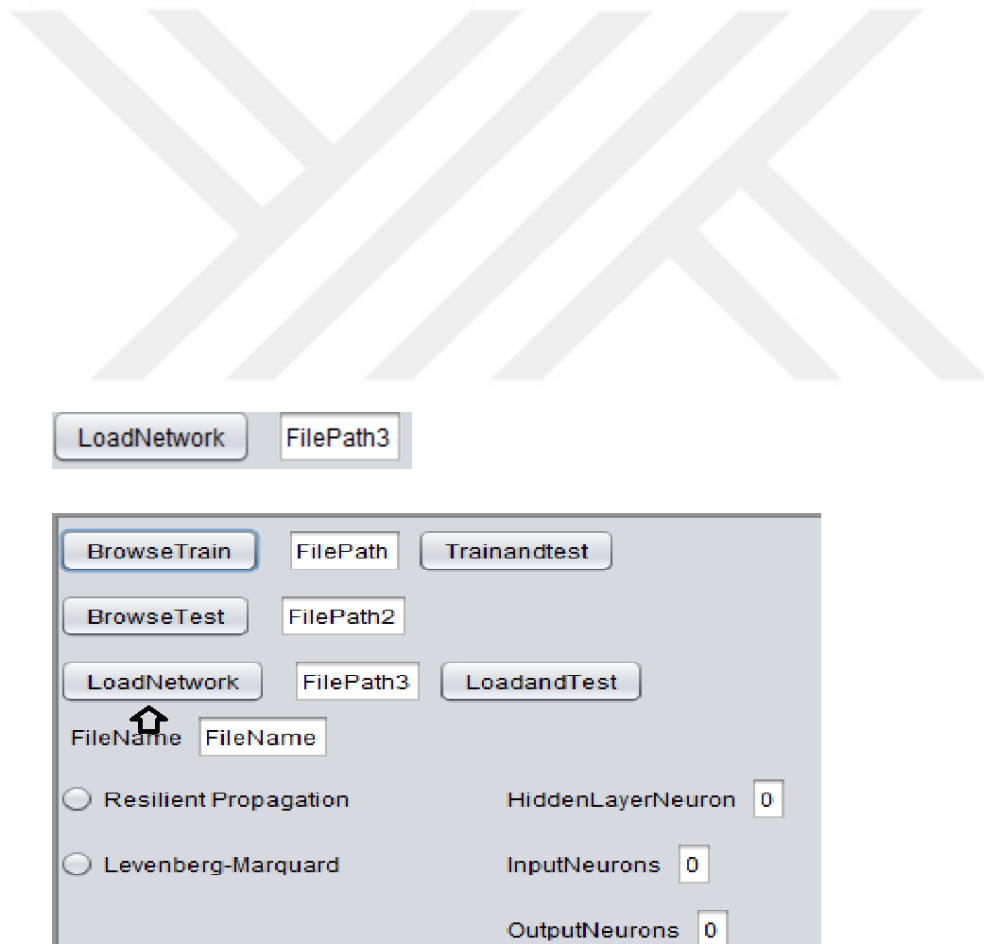 LoadNetwork FilePath3
BrowseTrain FilePath Trainandtest
BrowseTest FilePath2
LoadNetwork FilePath3 LoadandTest
FileName FileName
Resilient Propagation HiddenLayerNeuron 0
Levenberg-Marquard InputNeurons 0
OutputNeurons 0